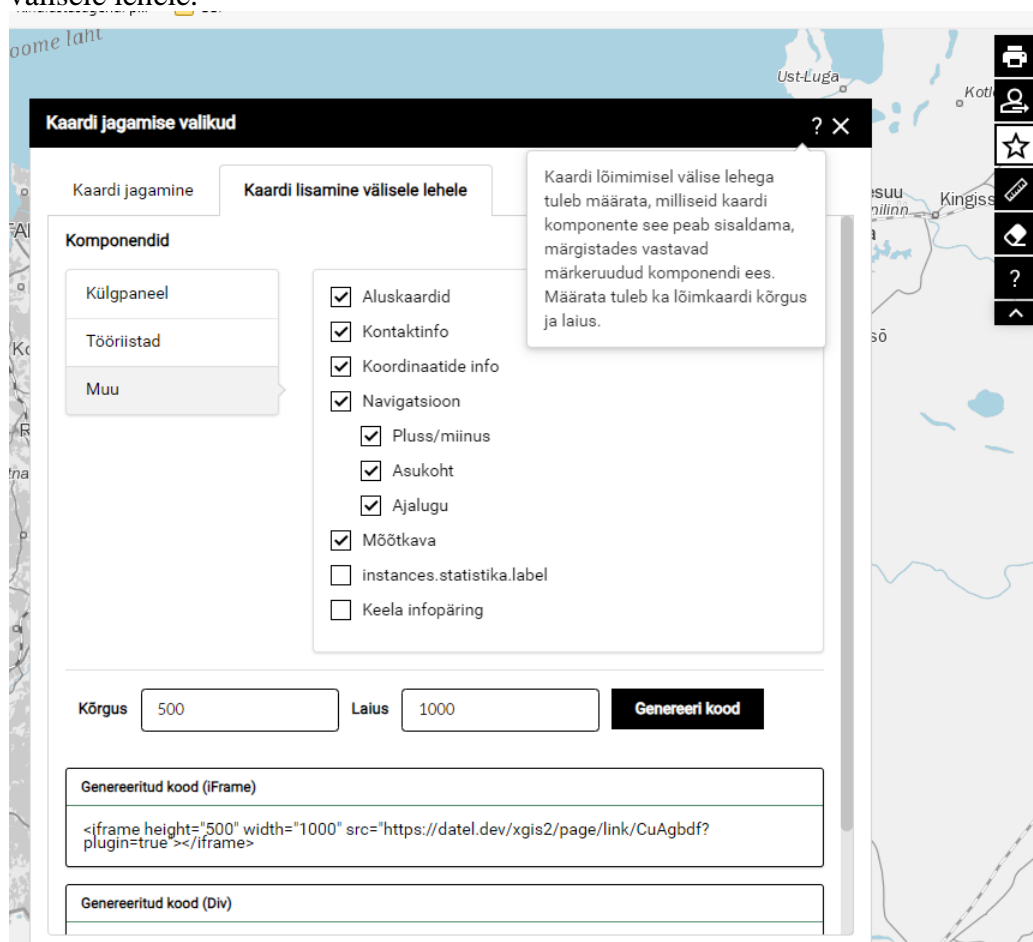 välisele lehele.
oome laht
Ust-Luga
Kaardi jagamise valikud
?
Kaardi jagamine
Kaardi lisamine välisele lehele
Kaardi lõimimisel välise lehega
tuleb määrata, milliseid kaardi
komponente see peab sisaldama,
märgistades vastavad
märkeruudud komponendi ees.
Määrata tuleb ka lõimkaardi kõrgus
ja laius.
Kingiss
?
Komponendid
Külgpaneel
Tööriistad
Muu
Aluskaardid
Kontaktinfo
Koordinaatide info
Navigatsioon
Pluss/miinus
Asukoht
Ajalugu
Mõõtkava
instances.statistika.label
Keela infopäring
Kõrgus
500
Laius
1000
Genereeri kood
Genereeritud kood (iFrame)
<iframe height="500" width="1000" src="https://datel.dev/xgis2/page/link/CuAgbdf?
plugin=true"></iframe>
Genereeritud kood (Div)